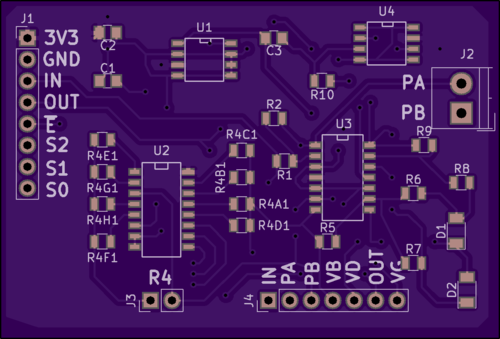 J1
3V3
GND
IN
OUT
E
S2
S1
S0
C2
C1
U1
C3
U4
R10
J2
PA
PB
R2
R4C1
R4B1
R1
U3
R9
R4E1
R4G1
R4H1
R4F1
U2
R4A1
R4D1
R5
R6
R8
R7
D1
D2
J3
R4
J4
IN
PA
PB
VB
VD
OUT
VG